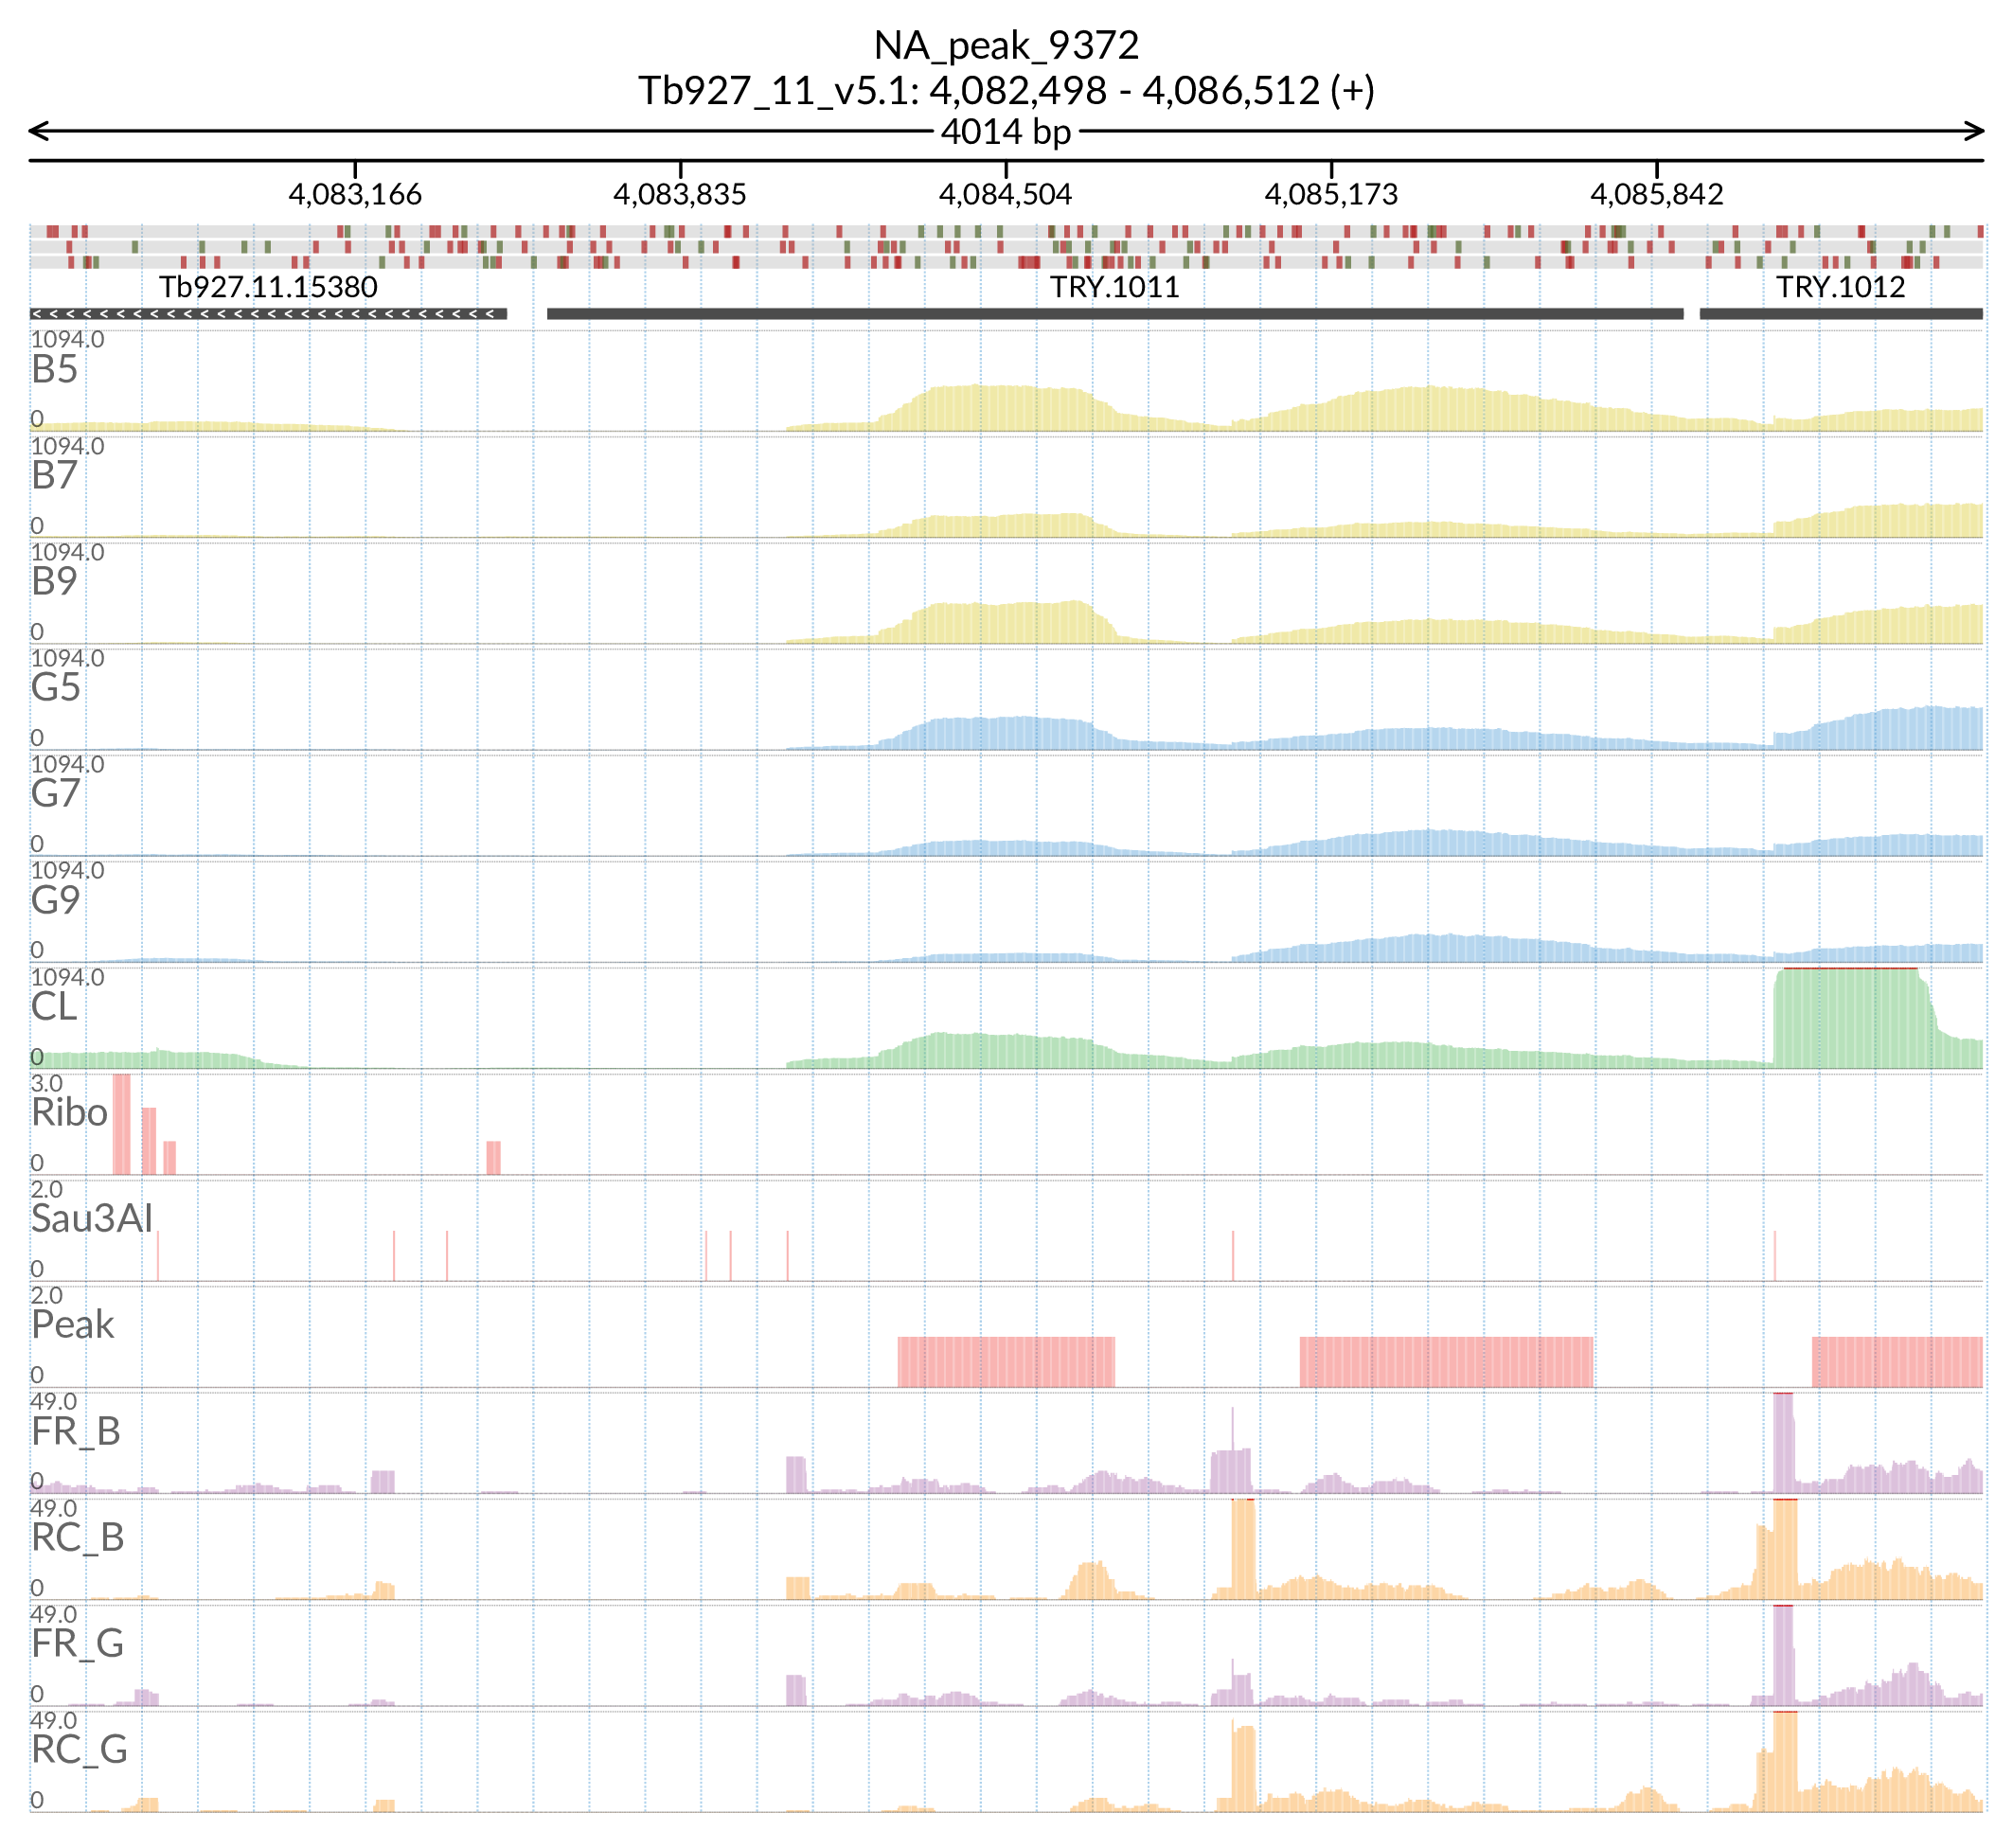 NA_peak_9372
Tb927_11_v5.1: 4,082,498 - 4,086,512 (+)
4014 bp
4,083,166 4,083,835 4,084,504 4,085,173 4,085,842
Tb927.11.15380 TRY.1011 TRY.1012
1094.0
B5
0
1094.0
B7
0
1094.0
B9
0
1094.0
G5
0
1094.0
G7
0
1094.0
G9
0
1094.0
CL
0
3.0
Ribo
0
2.0
Sau3AI
0
2.0
Peak
0
49.0
FR_B
0
49.0
RC_B
0
49.0
FR_G
0
49.0
RC_G
0